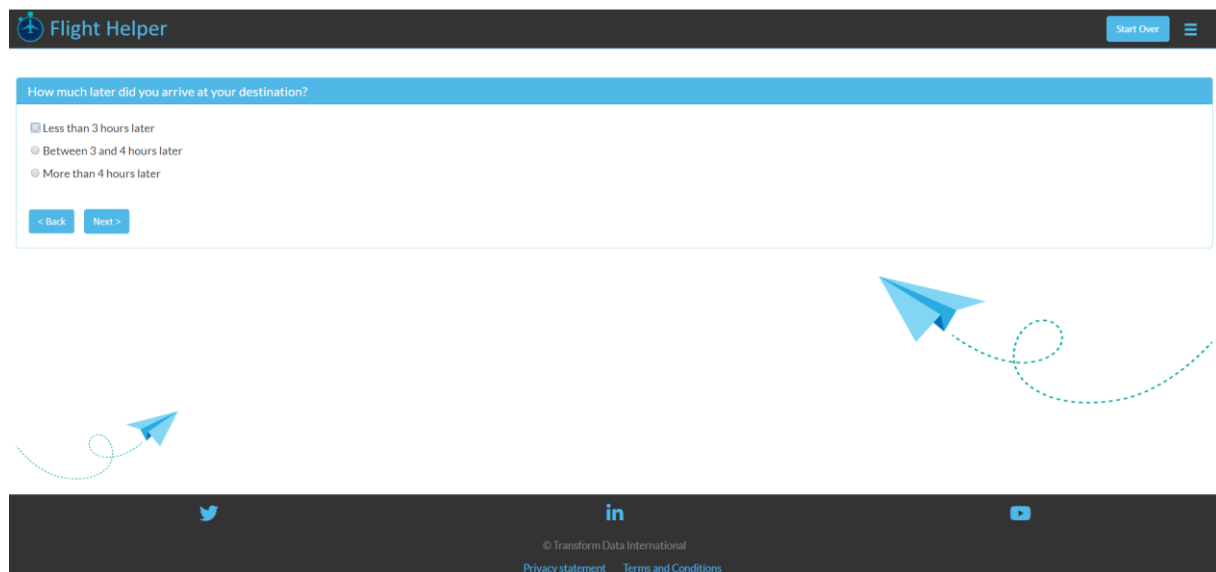 Flight Helper
Start Over
How much later did you arrive at your destination?
Less than 3 hours later
Between 3 and 4 hours later
More than 4 hours later
< Back Next >
in
© Transform Data International
Privacy statement Terms and Conditions